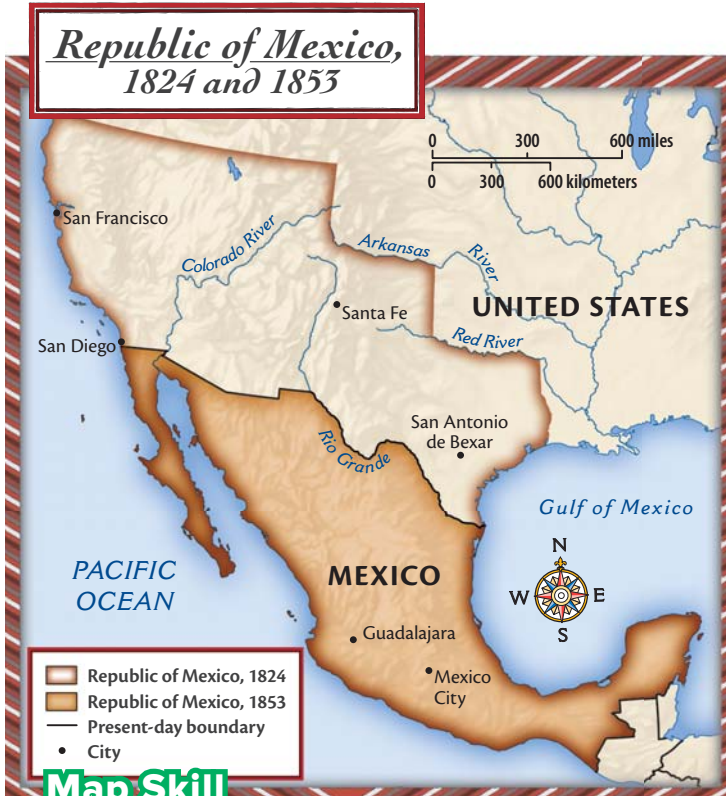 Republic of Mexico,
1824 and 1853
0 300 600 miles
0 300 600 kilometers
San Francisco
Colorado River
Arkansas River
Santa Fe
UNITED STATES
Red River
San Diego
San Antonio
de Bexar
Rio Grande
Gulf of Mexico
PACIFIC
OCEAN
MEXICO
N
W E
S
Guadalajara
Mexico
City
Republic of Mexico, 1824
Republic of Mexico, 1853
Present-day boundary
City
Map Skill